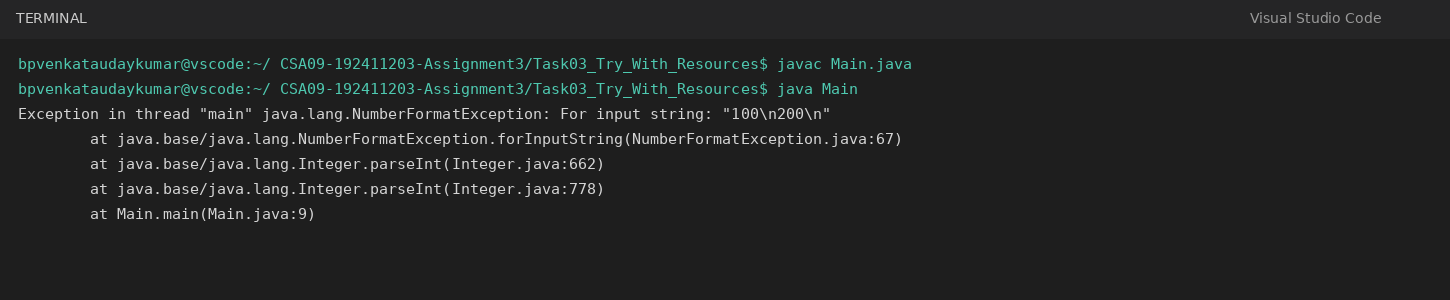 TERMINAL
Visual Studio Code
bpvenkataudaykumar@vscode:~/ CSA09-192411203-Assignment3/Task03_Try_With_Resources$ javac Main.java
bpvenkataudaykumar@vscode:~/ CSA09-192411203-Assignment3/Task03_Try_With_Resources$ java Main
Exception in thread "main" java.lang.NumberFormatException: For input string: "100\n200\n"
        at java.base/java.lang.NumberFormatException.forInputString(NumberFormatException.java:67)
        at java.base/java.lang.Integer.parseInt(Integer.java:662)
        at java.base/java.lang.Integer.parseInt(Integer.java:778)
        at Main.main(Main.java:9)